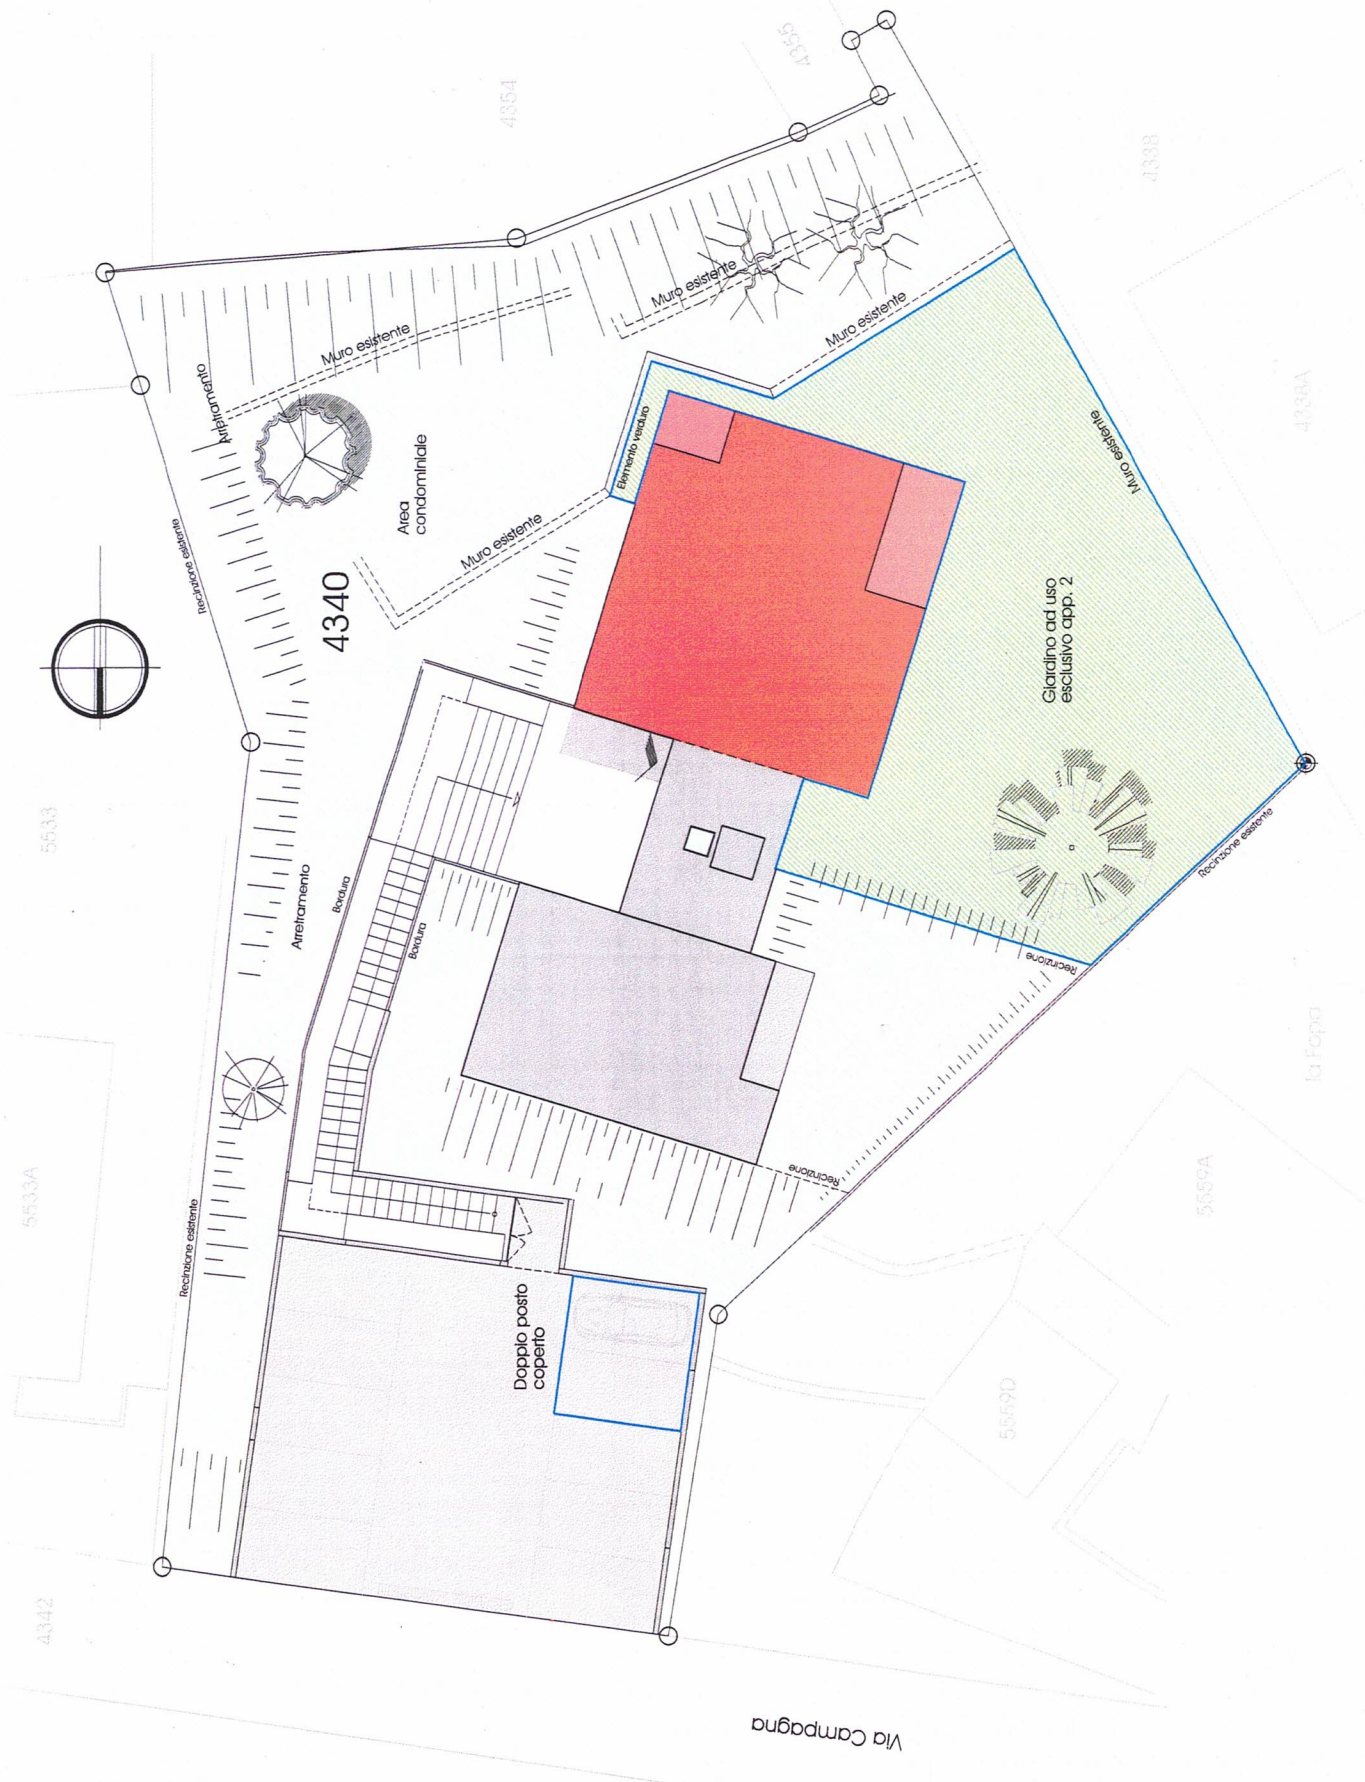 4354
4355
4338
4338A
Muro esistente
Muro esistente
Muro esistente
Arretramento
Elemento verduro
Muro esistente
Area
condominiale
Muro esistente
Recinzione esistente
4340
Giardino ad uso
esclusivo app. 2
5533
Arretramento
Bordura
Bordura
Recinzione esistente
Recinzione
la Fopa
5533A
Recinzione
5559A
Recinzione esistente
Doppio posto
coperto
5559D
4342
Via Campagna